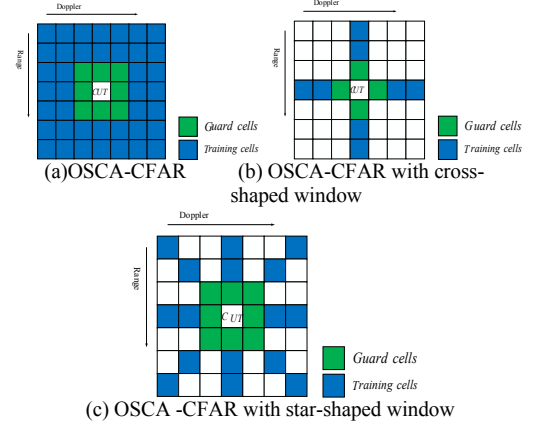 Doppler
Range
CUT
Guard cells
Training cells
(a)OSCA-CFAR
Doppler
Range
CUT
Guard cells
Training cells
(b) OSCA-CFAR with cross-
shaped window
Doppler
Range
C UT
Guard cells
Training cells
(c) OSCA -CFAR with star-shaped window